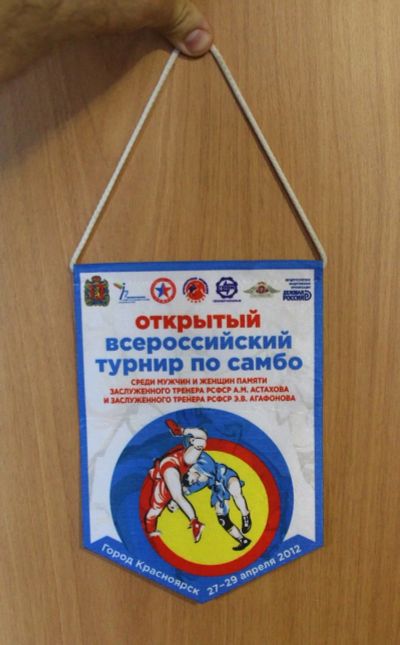 ОТКРЫТЫЙ
ВСЕРОССИЙСКИЙ
ТУРНИР ПО САМБО
СРЕДИ МУЖЧИН И ЖЕНЩИН ПАМЯТИ
ЗАСЛУЖЕННОГО ТРЕНЕРА РСФСР А.М. АСТАХОВА
И ЗАСЛУЖЕННОГО ТРЕНЕРА РСФСР Э.В. АГАФОНОВА
Город Красноярск
27-29 апреля 2012